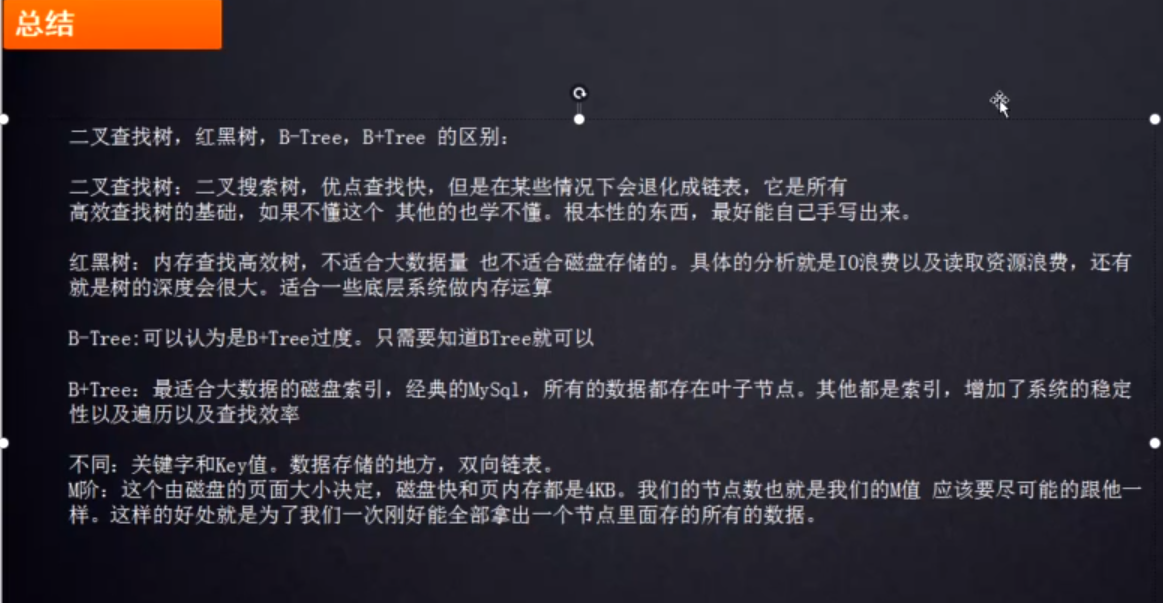 总结
二叉查找树，红黑树，B-Tree，B+Tree 的区别：
二叉查找树：二叉搜索树，优点查找快，但是在某些情况下会退化成链表，它是所有
高效查找树的基础，如果不懂这个 其他的也学不懂。根本性的东西，最好能自己手写出来。
红黑树：内存查找高效树，不适合大数据量 也不适合磁盘存储的。具体的分析就是IO浪费以及读取资源浪费，还有
就是树的深度会很大。适合一些底层系统做内存运算
B-Tree:可以认为是B+Tree过度。只需要知道BTree就可以
B+Tree：最适合大数据的磁盘索引，经典的MySql，所有的数据都存在叶子节点。其他都是索引，增加了系统的稳定
性以及遍历以及查找效率
不同：关键字和Key值。数据存储的地方，双向链表。
M阶：这个由磁盘的页面大小决定，磁盘快和页内存都是4KB。我们的节点数也就是我们的M值 应该要尽可能的跟他一
样。这样的好处就是为了我们一次刚好能全部拿出一个节点里面存的所有的数据。